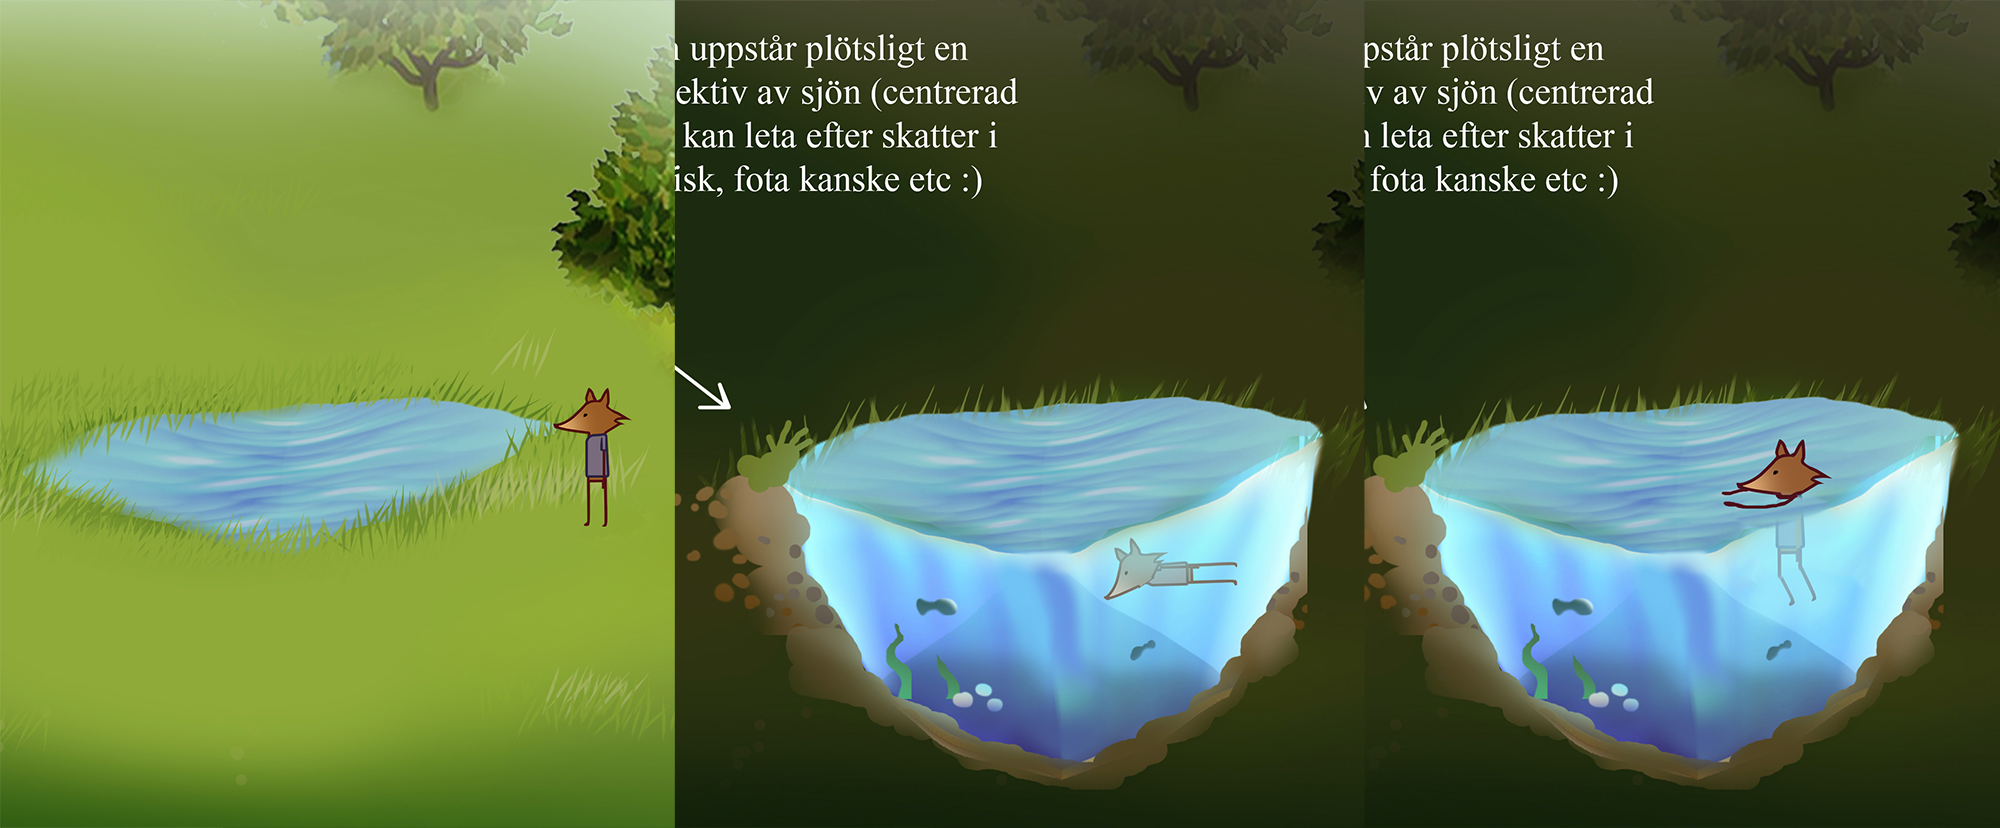 uppstår plötsligt en
ektiv av sjön (centrerad
kan leta efter skatter i
isk, fota kanske etc :)
pstår plötsligt en
v av sjön (centrerad
leta efter skatter i
fota kanske etc :)